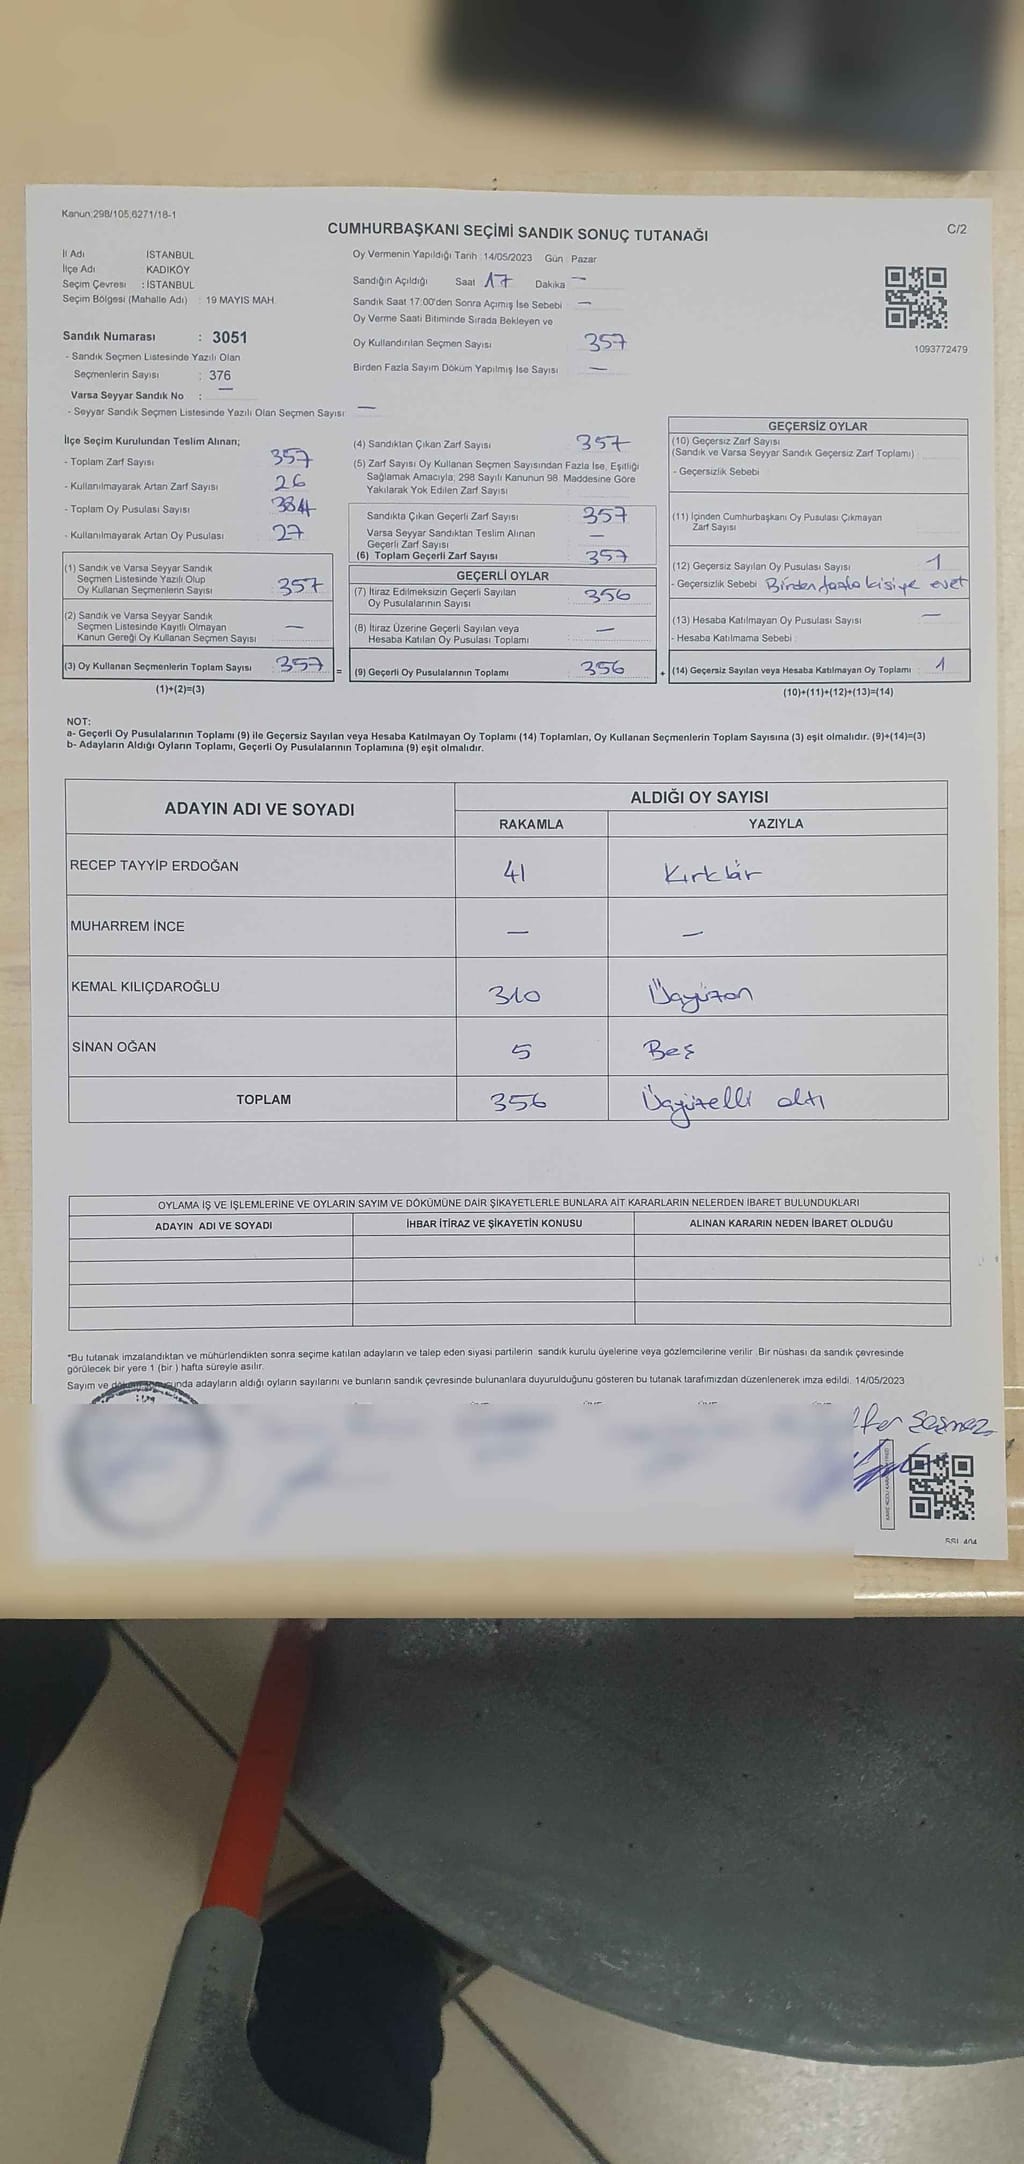 Kanun:298/105,6271/18-1
CUMHURBAŞKANI SEÇİMİ SANDIK SONUÇ TUTANAĞI
C/2
İl Adı İSTANBUL
İlçe Adı KADIKÖY
Seçim Çevresi : İSTANBUL
Seçim Bölgesi (Mahalle Adı) : 19 MAYIS MAH.
Sandık Numarası : 3051
- Sandık Seçmen Listesinde Yazılı Olan
Seçmenlerin Sayısı : 376
Varsa Seyyar Sandık No : —
- Seyyar Sandık Seçmen Listesinde Yazılı Olan Seçmen Sayısı —
Oy Vermenin Yapıldığı Tarih : 14/05/2023 Gün : Pazar
Sandığın Açıldığı Saat 17 Dakika —
Sandık Saat 17:00'den Sonra Açımış İse Sebebi —
Oy Verme Saati Bitiminde Sırada Bekleyen ve
Oy Kullandırılan Seçmen Sayısı 357
Birden Fazla Sayım Döküm Yapılmış İse Sayısı —
1093772479
İlçe Seçim Kurulundan Teslim Alınan;
- Toplam Zarf Sayısı 357
- Kullanılmayarak Artan Zarf Sayısı 26
- Toplam Oy Pusulası Sayısı 384
- Kullanılmayarak Artan Oy Pusulası 27
(1) Sandık ve Varsa Seyyar Sandık
Seçmen Listesinde Yazılı Olup
Oy Kullanan Seçmenlerin Sayısı 357
(2) Sandık ve Varsa Seyyar Sandık
Seçmen Listesinde Kayıtlı Olmayan
Kanun Gereği Oy Kullanan Seçmen Sayısı —
(3) Oy Kullanan Seçmenlerin Toplam Sayısı 357 =
(1)+(2)=(3)
(4) Sandıktan Çıkan Zarf Sayısı 357
(5) Zarf Sayısı Oy Kullanan Seçmen Sayısından Fazla İse, Eşitliği
Sağlamak Amacıyla; 298 Sayılı Kanunun 98. Maddesine Göre
Yakılarak Yok Edilen Zarf Sayısı
Sandıkta Çıkan Geçerli Zarf Sayısı 357
Varsa Seyyar Sandıktan Teslim Alınan
Geçerli Zarf Sayısı —
(6) Toplam Geçerli Zarf Sayısı 357
GEÇERLİ OYLAR
(7) İtiraz Edilmeksizin Geçerli Sayılan
Oy Pusulalarının Sayısı 356
(8) İtiraz Üzerine Geçerli Sayılan veya
Hesaba Katılan Oy Pusulası Toplamı —
(9) Geçerli Oy Pusulalarının Toplamı 356 +
GEÇERSİZ OYLAR
(10) Geçersiz Zarf Sayısı
(Sandık ve Varsa Seyyar Sandık Geçersiz Zarf Toplamı)
- Geçersizlik Sebebi
(11) İçinden Cumhurbaşkanı Oy Pusulası Çıkmayan
Zarf Sayısı
(12) Geçersiz Sayılan Oy Pusulası Sayısı 1
- Geçersizlik Sebebi Birden fazla kişiye evet
(13) Hesaba Katılmayan Oy Pusulası Sayısı —
- Hesaba Katılmama Sebebi
(14) Geçersiz Sayılan veya Hesaba Katılmayan Oy Toplamı 1
(10)+(11)+(12)+(13)=(14)
NOT:
a- Geçerli Oy Pusulalarının Toplamı (9) ile Geçersiz Sayılan veya Hesaba Katılmayan Oy Toplamı (14) Toplamları, Oy Kullanan Seçmenlerin Toplam Sayısına (3) eşit olmalıdır. (9)+(14)=(3)
b- Adayların Aldığı Oyların Toplamı, Geçerli Oy Pusulalarının Toplamına (9) eşit olmalıdır.
ADAYIN ADI VE SOYADI ALDIĞI OY SAYISI
RAKAMLA YAZIYLA
RECEP TAYYİP ERDOĞAN 41 Kırkbir
MUHARREM İNCE — —
KEMAL KILIÇDAROĞLU 310 Üçyüzon
SİNAN OĞAN 5 Beş
TOPLAM 356 Üçyüzelli altı
OYLAMA İŞ VE İŞLEMLERİNE VE OYLARIN SAYIM VE DÖKÜMÜNE DAİR ŞİKAYETLERLE BUNLARA AİT KARARLARIN NELERDEN İBARET BULUNDUKLARI
ADAYIN ADI VE SOYADI İHBAR İTİRAZ VE ŞİKAYETİN KONUSU ALINAN KARARIN NEDEN İBARET OLDUĞU
*Bu tutanak imzalandıktan ve mühürlendikten sonra seçime katılan adayların ve talep eden siyasi partilerin sandık kurulu üyelerine veya gözlemcilerine verilir. Bir nüshası da sandık çevresinde
görülecek bir yere 1 (bir ) hafta süreyle asılır.
Sayım ve adayların aldığı oyların sayılarını ve bunların sandık çevresinde bulunanlara duyurulduğunu gösteren bu tutanak tarafımızdan düzenlenerek imza edildi. 14/05/2023